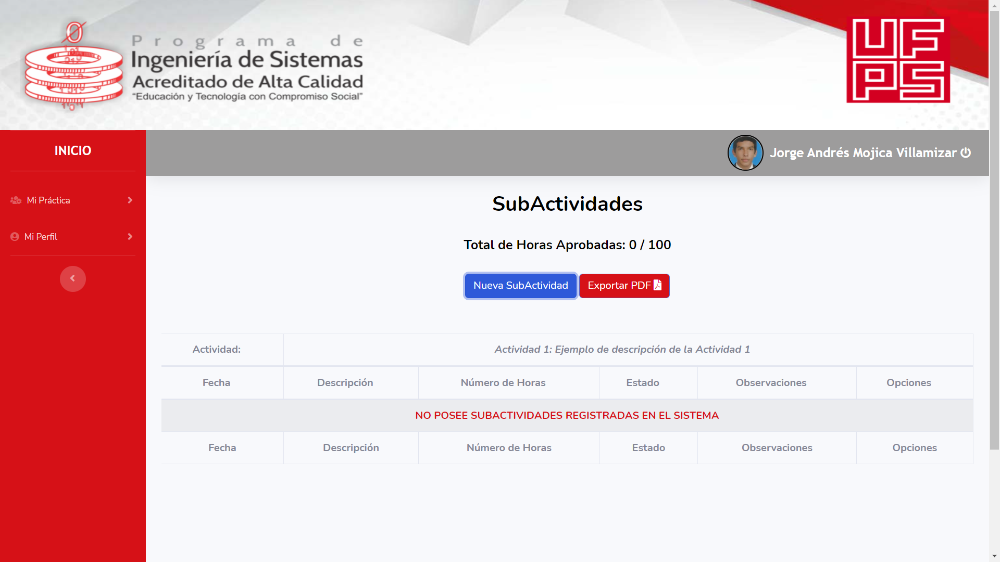 Programa de
Ingeniería de Sistemas
Acreditado de Alta Calidad
“Educación y Tecnología con Compromiso Social”
UFPS
INICIO
Jorge Andrés Mojica Villamizar
Mi Práctica
Mi Perfil
SubActividades
Total de Horas Aprobadas: 0 / 100
Nueva SubActividad Exportar PDF
Actividad: Actividad 1: Ejemplo de descripción de la Actividad 1
Fecha Descripción Número de Horas Estado Observaciones Opciones
NO POSEE SUBACTIVIDADES REGISTRADAS EN EL SISTEMA
Fecha Descripción Número de Horas Estado Observaciones Opciones